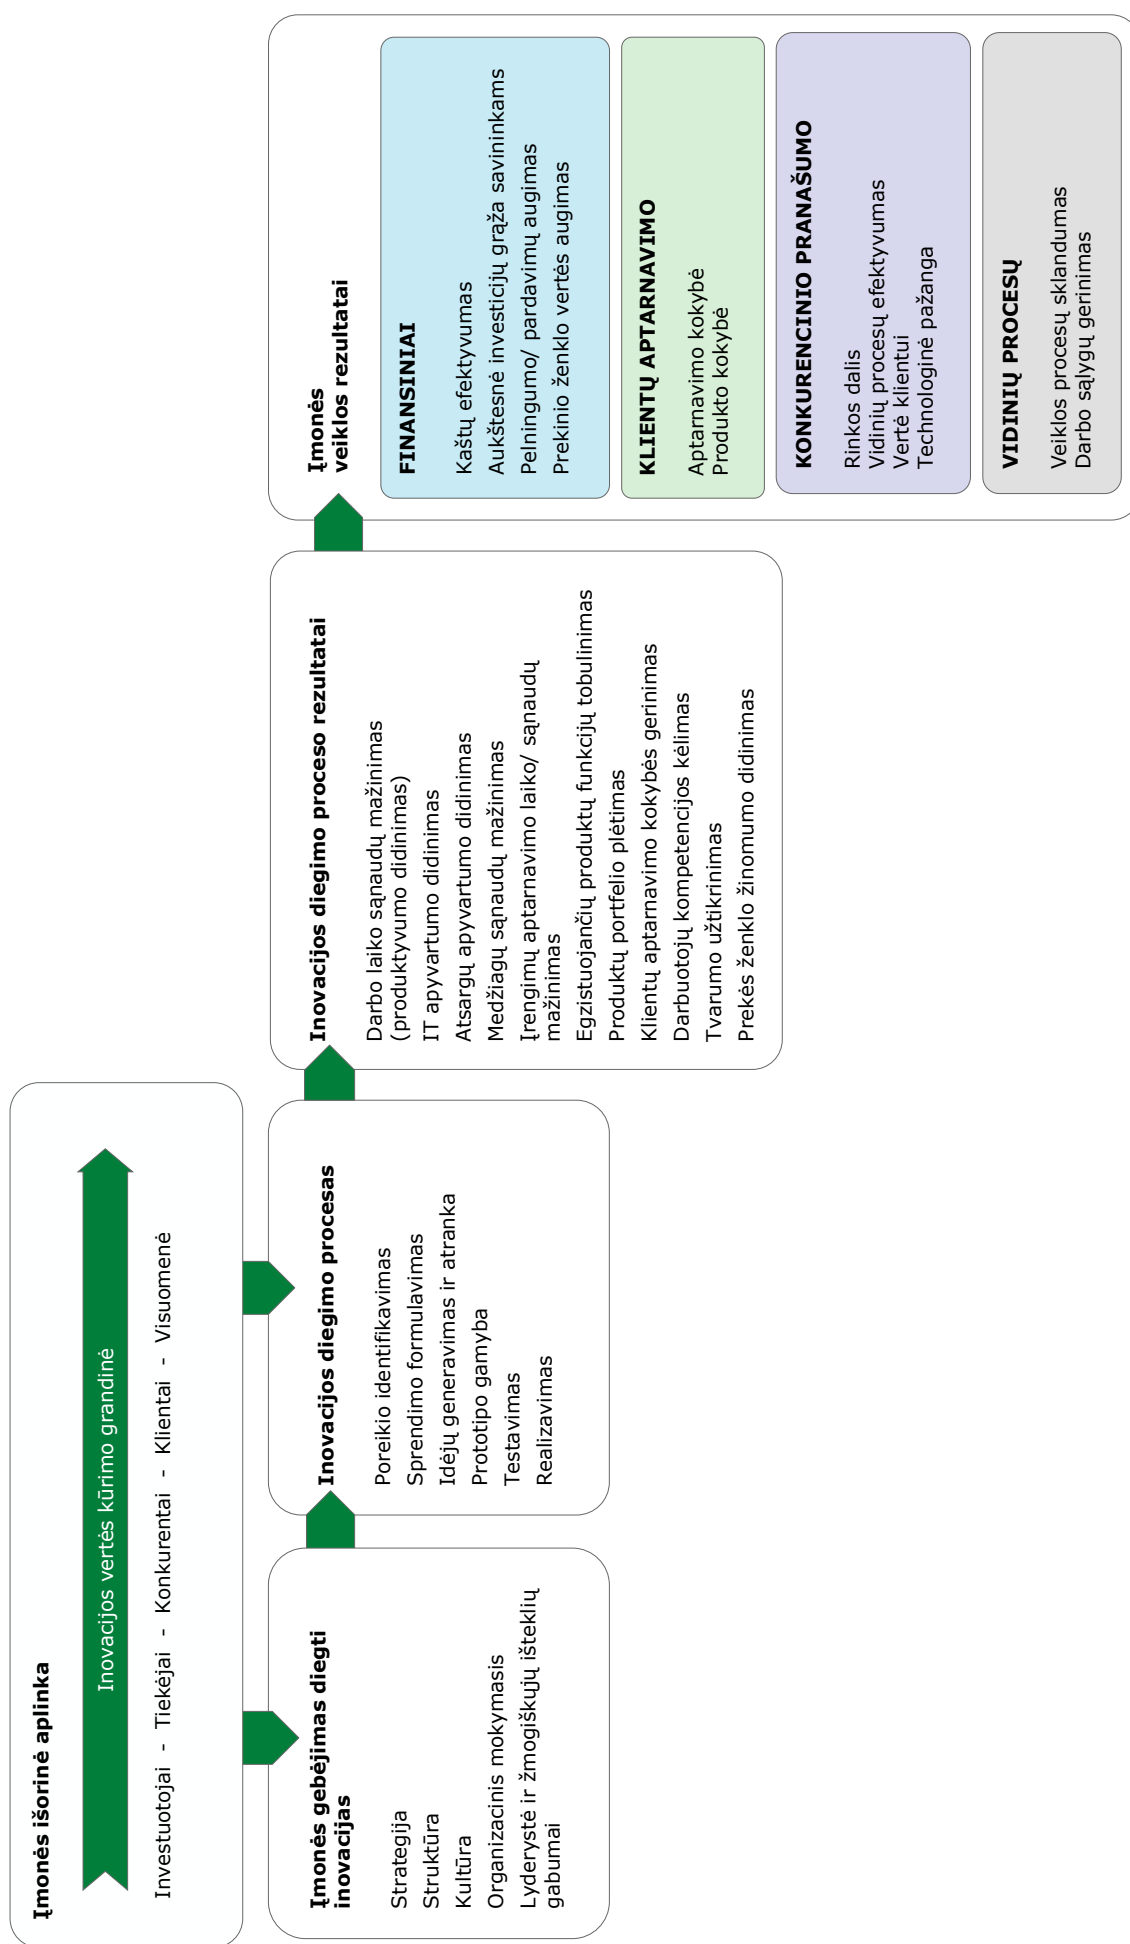 Įmonės išorinė aplinka
Inovacijos vertės kūrimo grandinė
Investuotojai - Tiekėjai - Konkurentai - Klientai - Visuomenė
Įmonės gebėjimas diegti
inovacijas
Strategija
Struktūra
Kultūra
Organizacinis mokymasis
Lyderystė ir žmogiškųjų išteklių
gabumai
Inovacijos diegimo procesas
Poreikio identifikavimas
Sprendimo formulavimas
Idėjų generavimas ir atranka
Prototipo gamyba
Testavimas
Realizavimas
Inovacijos diegimo proceso rezultatai
Darbo laiko sąnaudų mažinimas
(produktyvumo didinimas)
IT apyvartumo didinimas
Atsargų apyvartumo didinimas
Medžiagų sąnaudų mažinimas
Įrengimų aptarnavimo laiko/ sąnaudų
mažinimas
Egzistuojančių produktų funkcijų tobulinimas
Produktų portfelio plėtimas
Klientų aptarnavimo kokybės gerinimas
Darbuotojų kompetencijos kėlimas
Tvarumo užtikrinimas
Prekės ženklo žinomumo didinimas
Įmonės
veiklos rezultatai
FINANSINIAI
Kaštų efektyvumas
Aukštesnė investicijų grąža savininkams
Pelningumo/ pardavimų augimas
Prekinio ženklo vertės augimas
KLIENTŲ APTARNAVIMO
Aptarnavimo kokybė
Produkto kokybė
KONKURENCINIO PRANAŠUMO
Rinkos dalis
Vidinių procesų efektyvumas
Vertė klientui
Technologinė pažanga
VIDINIŲ PROCESŲ
Veiklos procesų sklandumas
Darbo sąlygų gerinimas